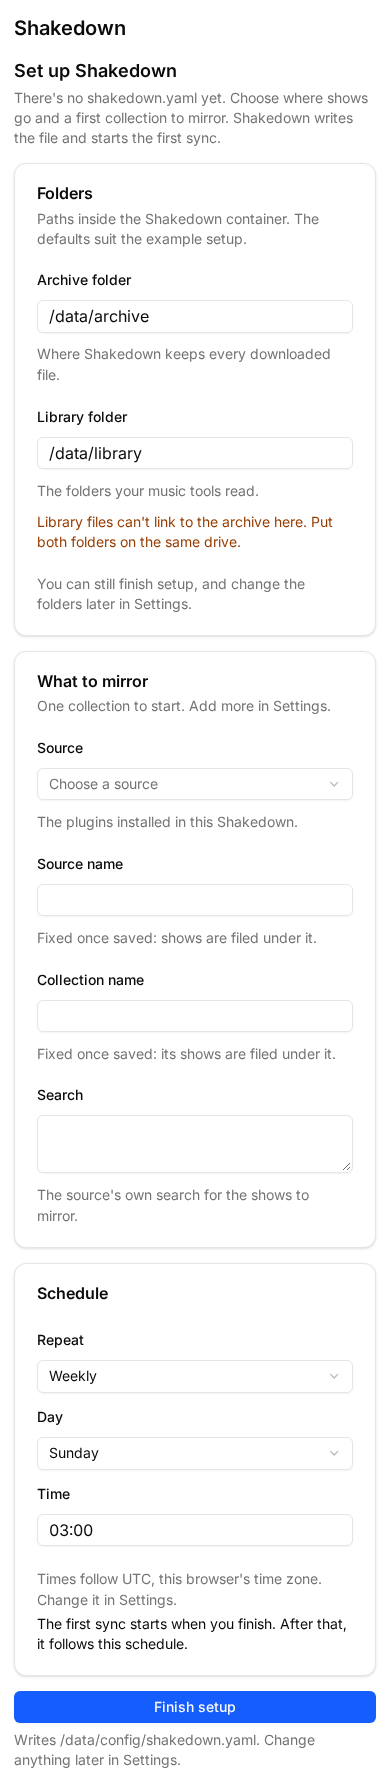 Shakedown
Set up Shakedown
There's no shakedown.yaml yet. Choose where shows
go and a first collection to mirror. Shakedown writes
the file and starts the first sync.
Folders
Paths inside the Shakedown container. The
defaults suit the example setup.
Archive folder
/data/archive
Where Shakedown keeps every downloaded
file.
Library folder
/data/library
The folders your music tools read.
Library files can't link to the archive here. Put
both folders on the same drive.
You can still finish setup, and change the
folders later in Settings.
What to mirror
One collection to start. Add more in Settings.
Source
Choose a source
The plugins installed in this Shakedown.
Source name
Fixed once saved: shows are filed under it.
Collection name
Fixed once saved: its shows are filed under it.
Search
The source's own search for the shows to
mirror.
Schedule
Repeat
Weekly
Day
Sunday
Time
03:00
Times follow UTC, this browser's time zone.
Change it in Settings.
The first sync starts when you finish. After that,
it follows this schedule.
Finish setup
Writes /data/config/shakedown.yaml. Change
anything later in Settings.